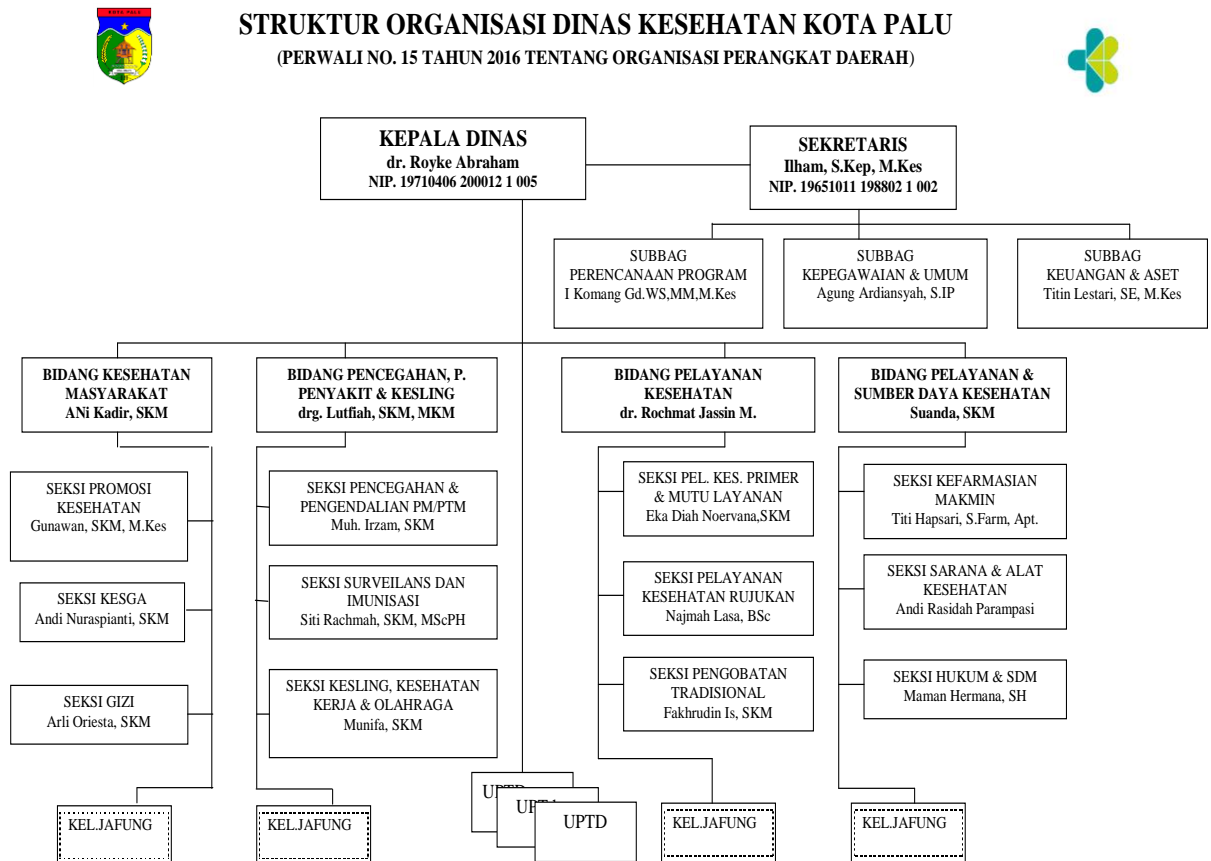 KOTA PALU
STRUKTUR ORGANISASI DINAS KESEHATAN KOTA PALU
(PERWALI NO. 15 TAHUN 2016 TENTANG ORGANISASI PERANGKAT DAERAH)
KEPALA DINAS
dr. Royke Abraham
NIP. 19710406 200012 1 005
SEKRETARIS
Ilham, S.Kep, M.Kes
NIP. 19651011 198802 1 002
SUBBAG
PERENCANAAN PROGRAM
I Komang Gd.WS,MM,M.Kes
SUBBAG
KEPEGAWAIAN & UMUM
Agung Ardiansyah, S.IP
SUBBAG
KEUANGAN & ASET
Titin Lestari, SE, M.Kes
BIDANG KESEHATAN
MASYARAKAT
ANi Kadir, SKM
BIDANG PENCEGAHAN, P.
PENYAKIT & KESLING
drg. Lutfiah, SKM, MKM
BIDANG PELAYANAN
KESEHATAN
dr. Rochmat Jassin M.
BIDANG PELAYANAN &
SUMBER DAYA KESEHATAN
Suanda, SKM
SEKSI PROMOSI
KESEHATAN
Gunawan, SKM, M.Kes
SEKSI PENCEGAHAN &
PENGENDALIAN PM/PTM
Muh. Irzam, SKM
SEKSI PEL. KES. PRIMER
& MUTU LAYANAN
Eka Diah Noervana,SKM
SEKSI KEFARMASIAN
MAKMIN
Titi Hapsari, S.Farm, Apt.
SEKSI KESGA
Andi Nuraspianti, SKM
SEKSI SURVEILANS DAN
IMUNISASI
Siti Rachmah, SKM, MScPH
SEKSI PELAYANAN
KESEHATAN RUJUKAN
Najmah Lasa, BSc
SEKSI SARANA & ALAT
KESEHATAN
Andi Rasidah Parampasi
SEKSI GIZI
Arli Oriesta, SKM
SEKSI KESLING, KESEHATAN
KERJA & OLAHRAGA
Munifa, SKM
SEKSI PENGOBATAN
TRADISIONAL
Fakhrudin Is, SKM
SEKSI HUKUM & SDM
Maman Hermana, SH
KEL.JAFUNG
KEL.JAFUNG
UPTD
KEL.JAFUNG
KEL.JAFUNG